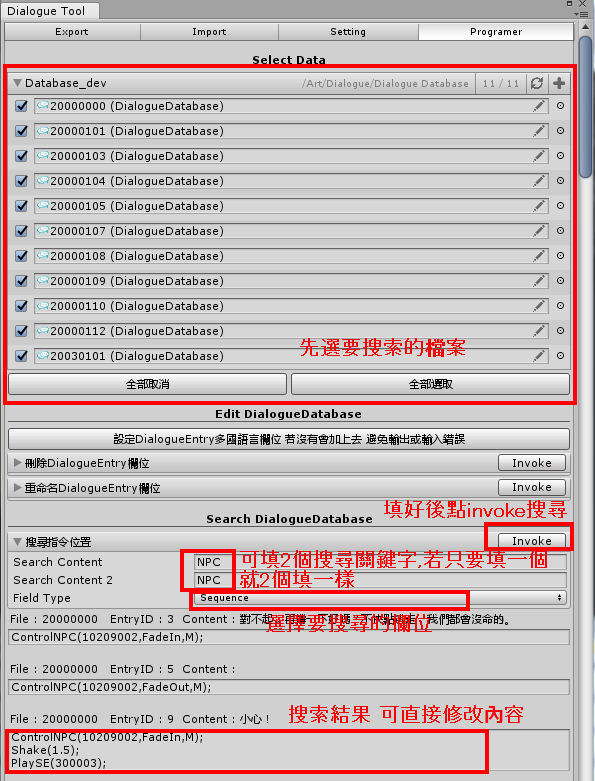 Dialogue Tool
Export Import Setting Programer
Select Data
Database_dev /Art/Dialogue/Dialogue Database 11 / 11
20000000 (DialogueDatabase)
20000101 (DialogueDatabase)
20000103 (DialogueDatabase)
20000104 (DialogueDatabase)
20000105 (DialogueDatabase)
20000107 (DialogueDatabase)
20000108 (DialogueDatabase)
20000109 (DialogueDatabase)
20000110 (DialogueDatabase)
20000112 (DialogueDatabase)
20030101 (DialogueDatabase)
先選要搜索的檔案
全部取消 全部選取
Edit DialogueDatabase
設定DialogueEntry多國語言欄位 若沒有會加上去 避免輸出或輸入錯誤
刪除DialogueEntry欄位 Invoke
重命名DialogueEntry欄位 Invoke
填好後點invoke搜尋
Search DialogueDatabase
搜尋指令位置 Invoke
Search Content NPC
可填2個搜尋關鍵字,若只要填一個
Search Content 2 NPC
就2個填一樣
Field Type Sequence
File : 20000000 EntryID : 3 Content : 對不起 我們都會沒命的。
選擇要搜尋的欄位
ControlNPC(10209002,FadeIn,M);
File : 20000000 EntryID : 5 Content :
ControlNPC(10209002,FadeOut,M);
File : 20000000 EntryID : 9 Content : 小心！
搜索結果 可直接修改內容
ControlNPC(10209002,FadeIn,M);
Shake(1.5);
PlaySE(300003);